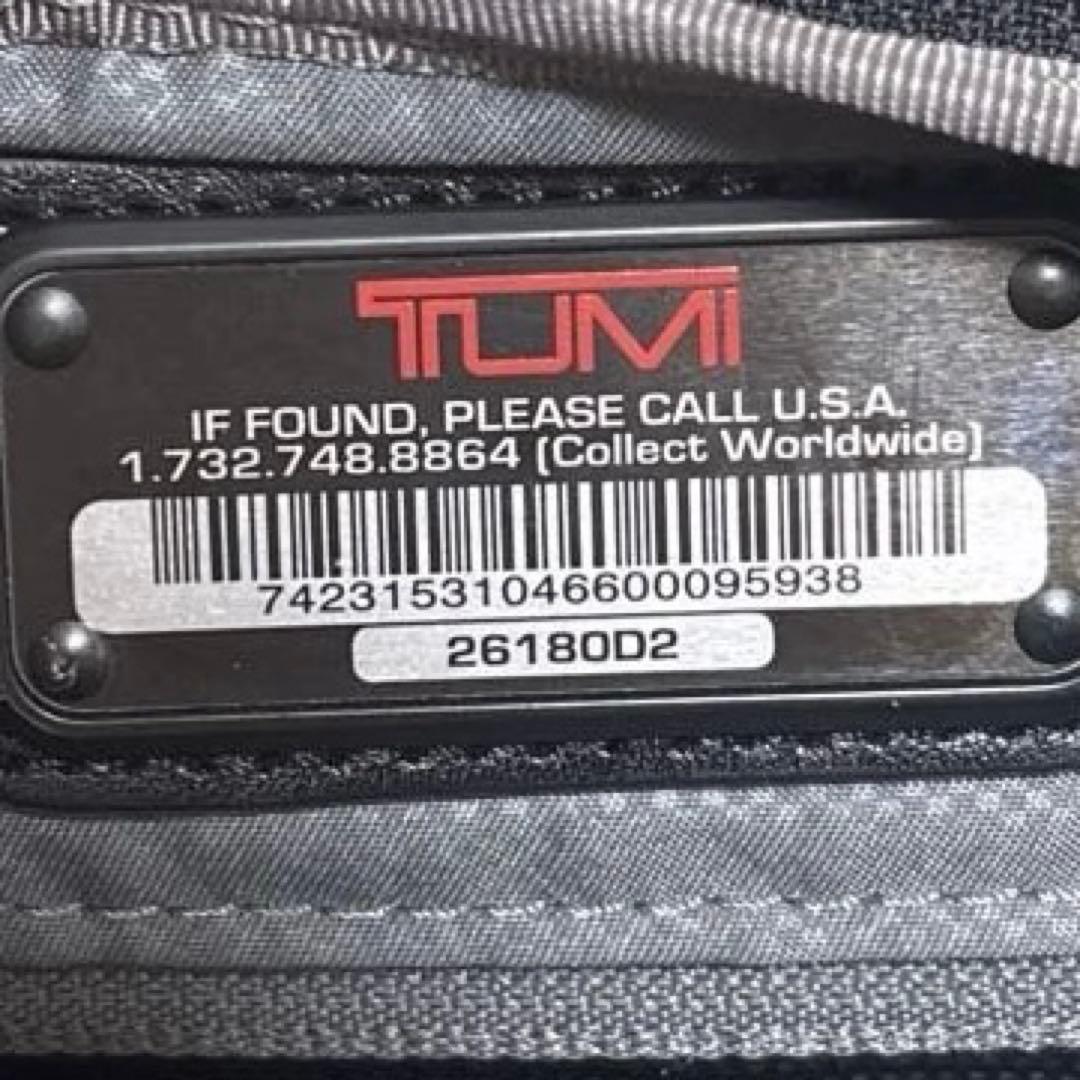 TUMI
IF FOUND, PLEASE CALL U.S.A.
1.732.748.8864 (Collect Worldwide)
74231531046600095938
26180D2